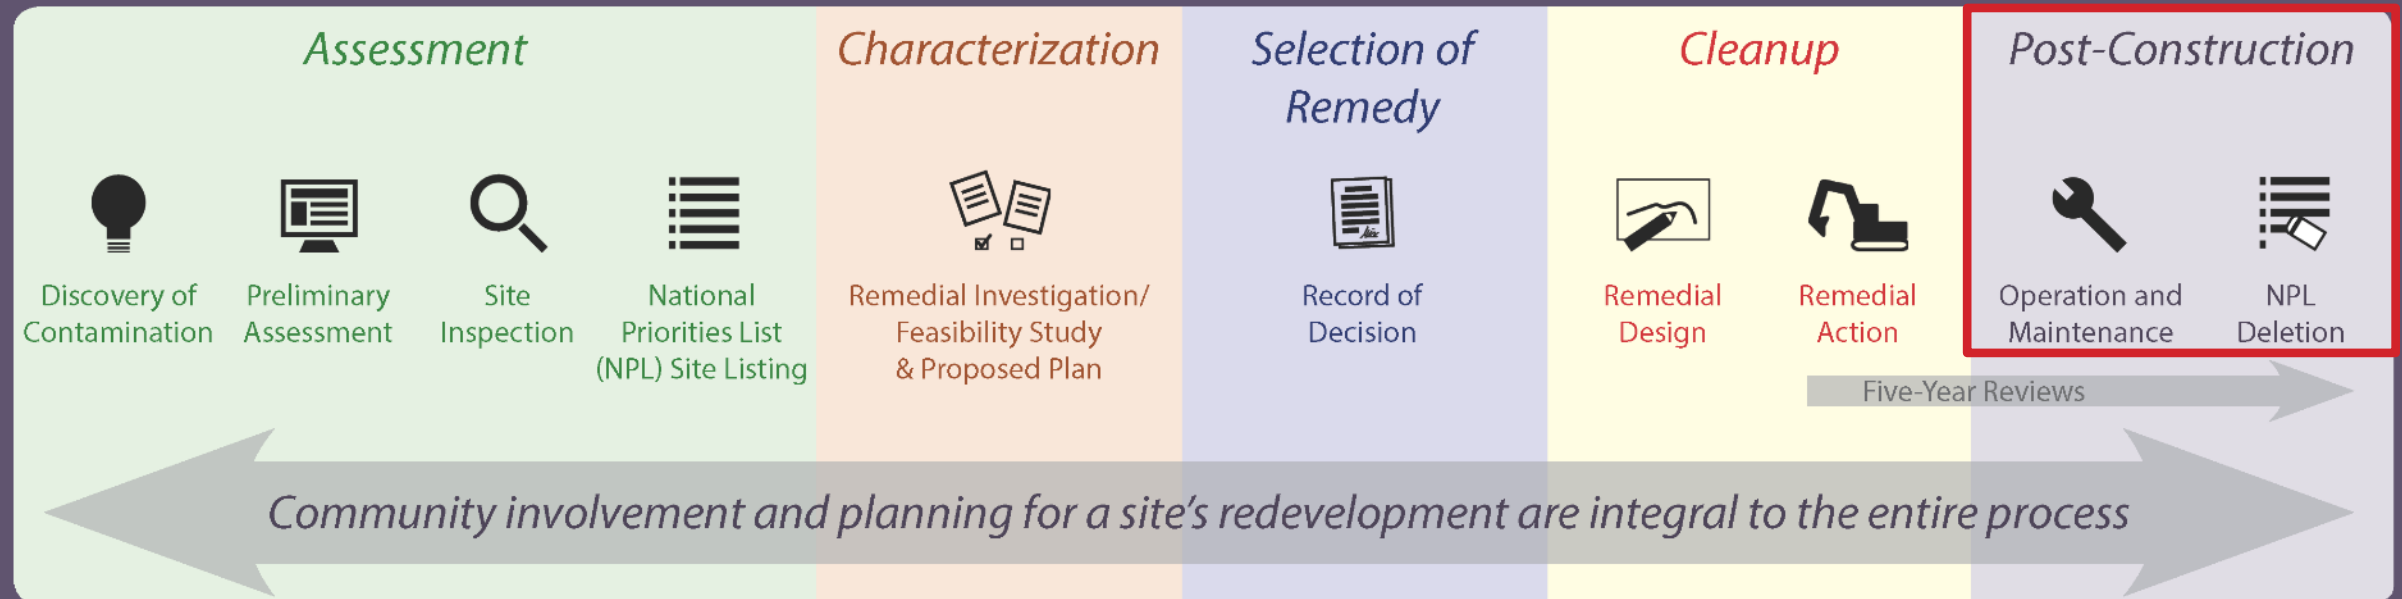 Assessment
Characterization
Selection of
Remedy
Cleanup
Post-Construction
Discovery of
Contamination
Preliminary
Assessment
Site
Inspection
National
Priorities List
(NPL) Site Listing
Remedial Investigation/
Feasibility Study
& Proposed Plan
Record of
Decision
Remedial
Design
Remedial
Action
Operation and
Maintenance
NPL
Deletion
Five-Year Reviews
Community involvement and planning for a site's redevelopment are integral to the entire process